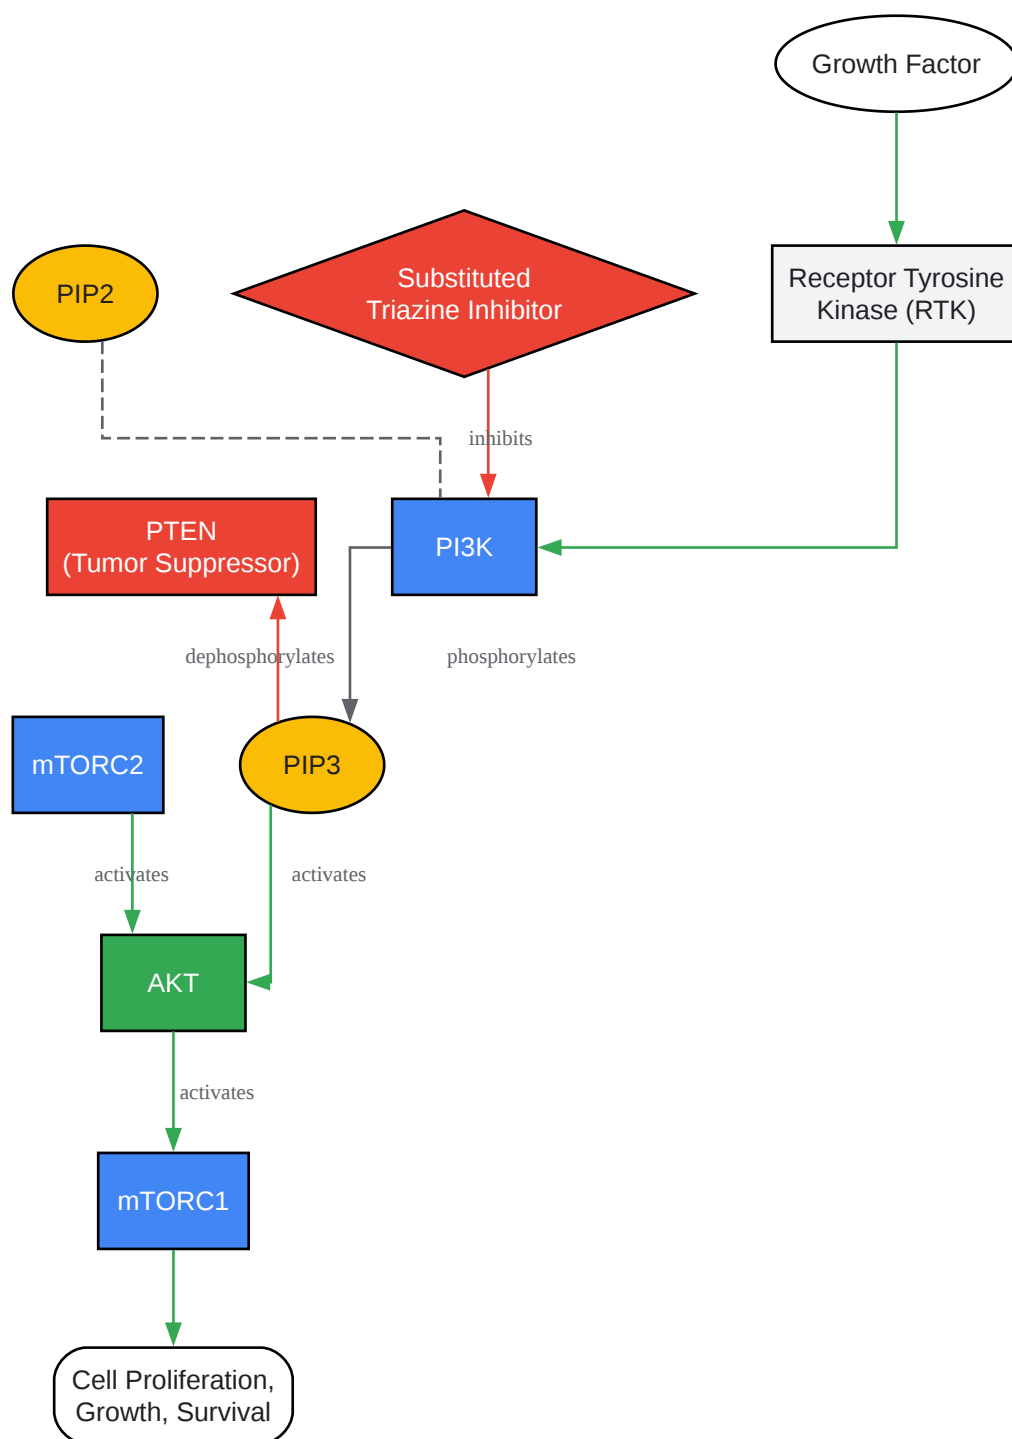 Growth Factor
PIP2
Substituted
Triazine Inhibitor
Receptor Tyrosine
Kinase (RTK)
inhibits
PTEN
(Tumor Suppressor)
PI3K
dephosphorylates
phosphorylates
mTORC2
PIP3
activates
activates
AKT
activates
mTORC1
Cell Proliferation,
Growth, Survival